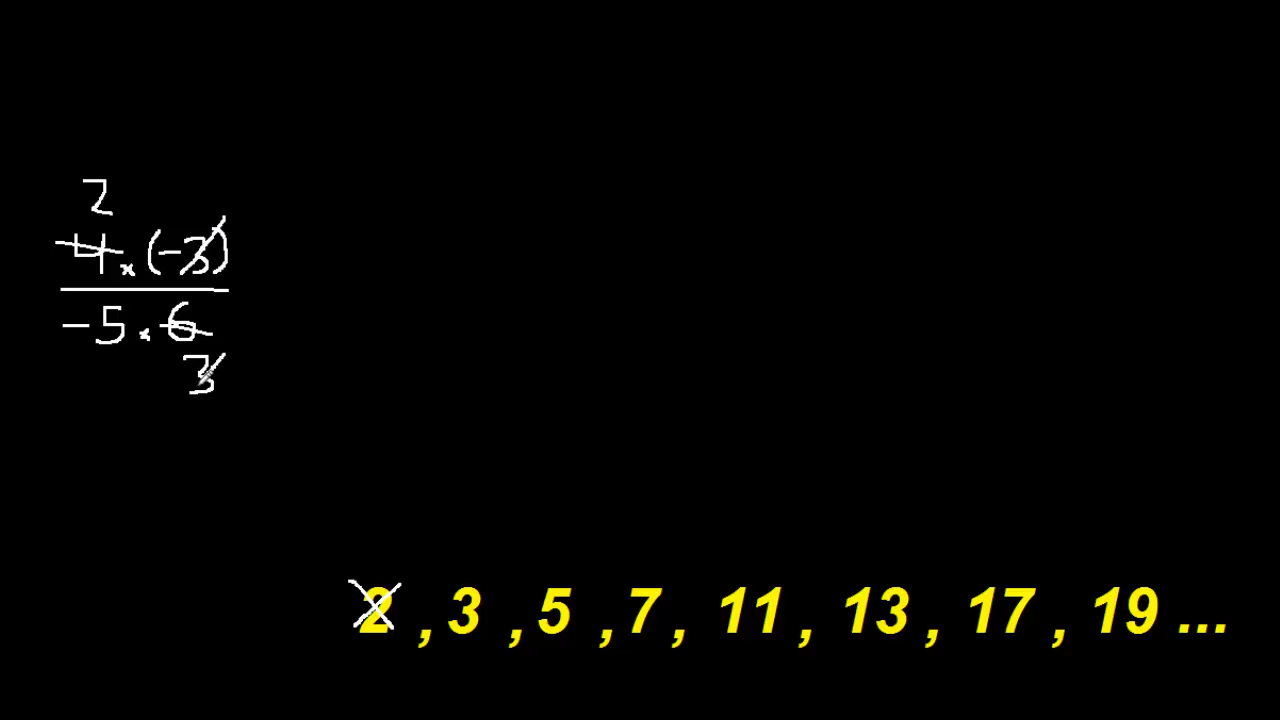 2
4 × (-3)
-5 × 6
3
2 , 3 , 5 , 7 , 11 , 13 , 17 , 19 ...